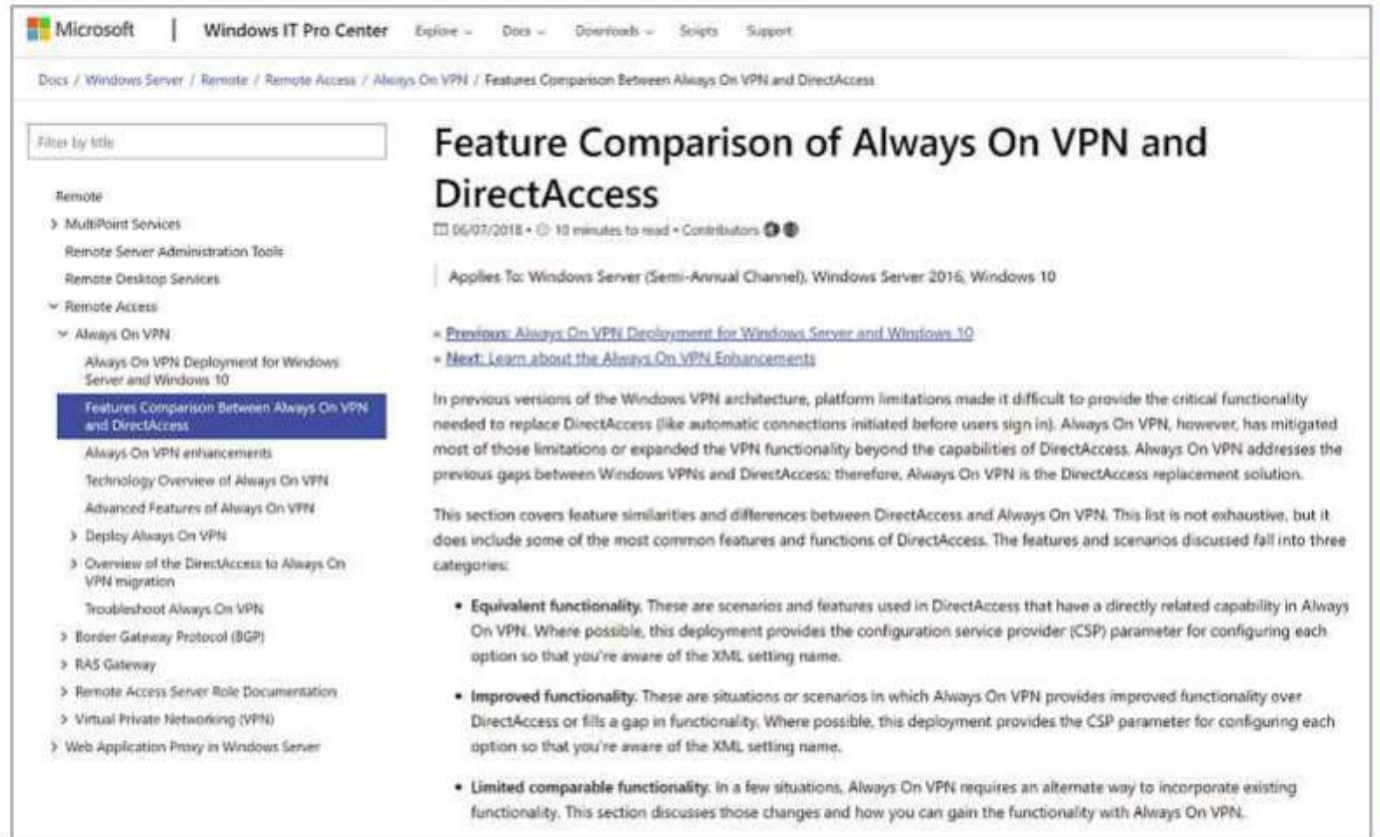 Microsoft | Windows IT Pro Center Explore Docs Downloads Scripts Support
Docs / Windows Server / Remote / Remote Access / Always On VPN / Features Comparison Between Always On VPN and DirectAccess
Filter by title
Remote
MultiPoint Services
Remote Server Administration Tools
Remote Desktop Services
Remote Access
Always On VPN
Always On VPN Deployment for Windows
Server and Windows 10
Features Comparison Between Always On VPN
and DirectAccess
Always On VPN enhancements
Technology Overview of Always On VPN
Advanced Features of Always On VPN
Deploy Always On VPN
Overview of the DirectAccess to Always On
VPN migration
Troubleshoot Always On VPN
Border Gateway Protocol (BGP)
RAS Gateway
Remote Access Server Role Documentation
Virtual Private Networking (VPN)
Web Application Proxy in Windows Server
Feature Comparison of Always On VPN and
DirectAccess
06/07/2018 • 10 minutes to read • Contributors
Applies To: Windows Server (Semi-Annual Channel), Windows Server 2016, Windows 10
« Previous: Always On VPN Deployment for Windows Server and Windows 10
» Next: Learn about the Always On VPN Enhancements
In previous versions of the Windows VPN architecture, platform limitations made it difficult to provide the critical functionality
needed to replace DirectAccess (like automatic connections initiated before users sign in). Always On VPN, however, has mitigated
most of those limitations or expanded the VPN functionality beyond the capabilities of DirectAccess. Always On VPN addresses the
previous gaps between Windows VPNs and DirectAccess; therefore, Always On VPN is the DirectAccess replacement solution.
This section covers feature similarities and differences between DirectAccess and Always On VPN. This list is not exhaustive, but it
does include some of the most common features and functions of DirectAccess. The features and scenarios discussed fall into three
categories:
• Equivalent functionality. These are scenarios and features used in DirectAccess that have a directly related capability in Always
On VPN. Where possible, this deployment provides the configuration service provider (CSP) parameter for configuring each
option so that you're aware of the XML setting name.
• Improved functionality. These are situations or scenarios in which Always On VPN provides improved functionality over
DirectAccess or fills a gap in functionality. Where possible, this deployment provides the CSP parameter for configuring each
option so that you're aware of the XML setting name.
• Limited comparable functionality. In a few situations, Always On VPN requires an alternate way to incorporate existing
functionality. This section discusses those changes and how you can gain the functionality with Always On VPN.